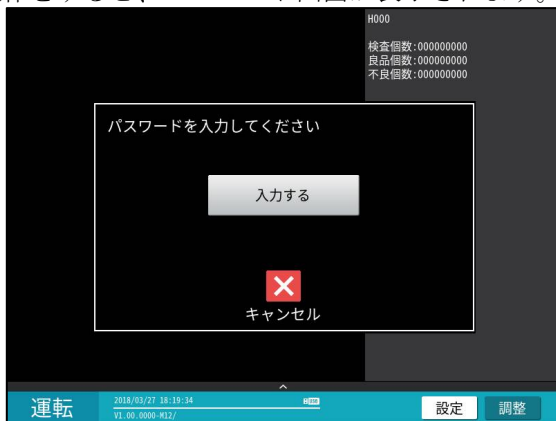 H000
検査個数:000000000
良品個数:000000000
不良個数:000000000
パスワードを入力してください
入力する
キャンセル
運転
2018/03/27 18:19:34
V1.00.0000-M12/
設定
調整